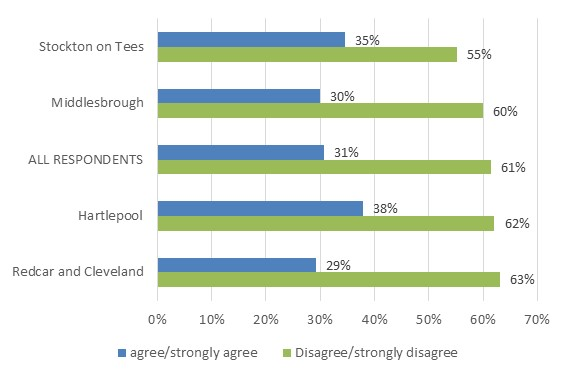 Stockton on Tees
35%
55%
Middlesbrough
30%
60%
ALL RESPONDENTS
31%
61%
Hartlepool
38%
62%
Redcar and Cleveland
29%
63%
0% 10% 20% 30% 40% 50% 60% 70%
agree/strongly agree Disagree/strongly disagree